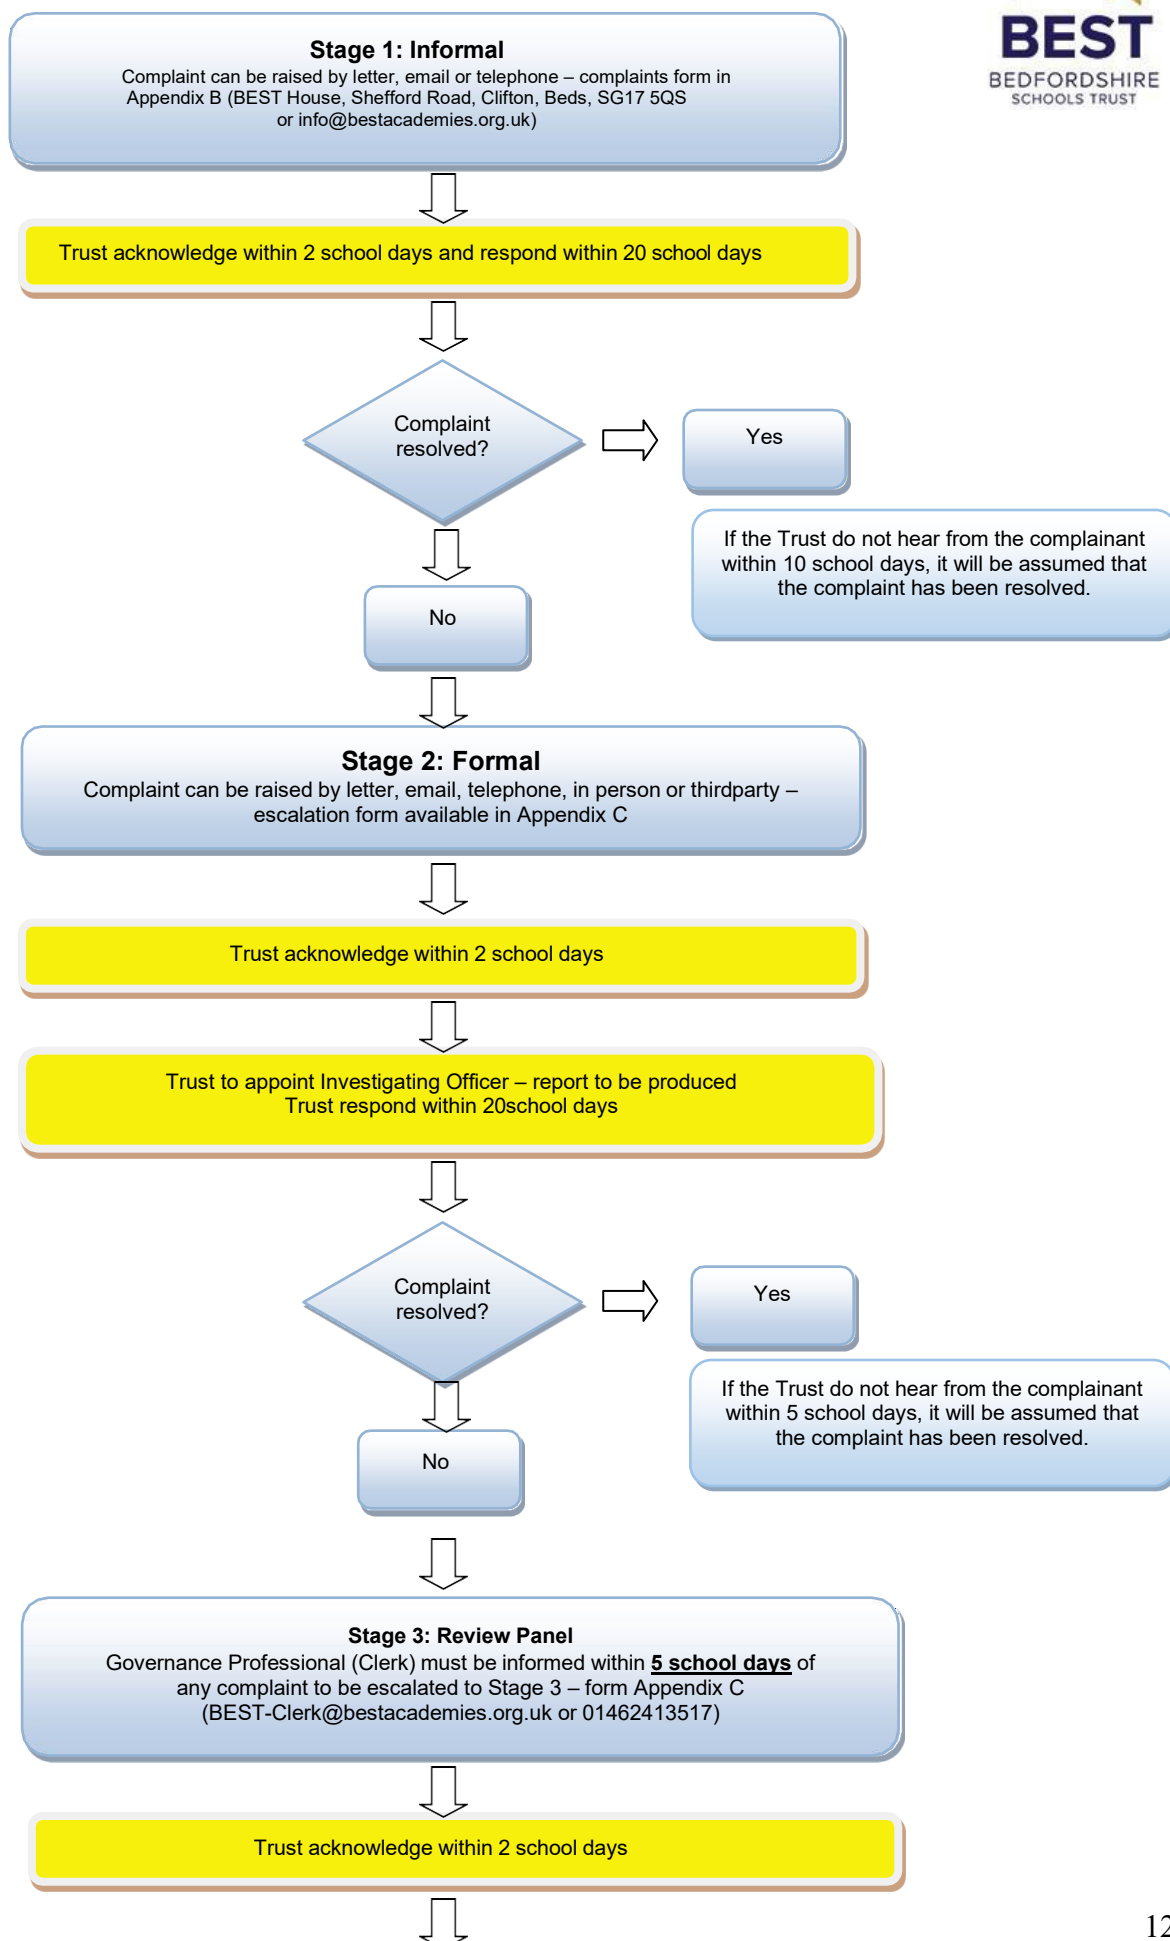 BEST
BEDFORDSHIRE
SCHOOLS TRUST
Stage 1: Informal
Complaint can be raised by letter, email or telephone – complaints form in
Appendix B (BEST House, Shefford Road, Clifton, Beds, SG17 5QS
or info@bestacademies.org.uk)
Trust acknowledge within 2 school days and respond within 20 school days
Complaint
resolved?
Yes
If the Trust do not hear from the complainant
within 10 school days, it will be assumed that
the complaint has been resolved.
No
Stage 2: Formal
Complaint can be raised by letter, email, telephone, in person or thirdparty –
escalation form available in Appendix C
Trust acknowledge within 2 school days
Trust to appoint Investigating Officer – report to be produced
Trust respond within 20school days
Complaint
resolved?
Yes
If the Trust do not hear from the complainant
within 5 school days, it will be assumed that
the complaint has been resolved.
No
Stage 3: Review Panel
Governance Professional (Clerk) must be informed within 5 school days of
any complaint to be escalated to Stage 3 – form Appendix C
(BEST-Clerk@bestacademies.org.uk or 01462413517)
Trust acknowledge within 2 school days
12